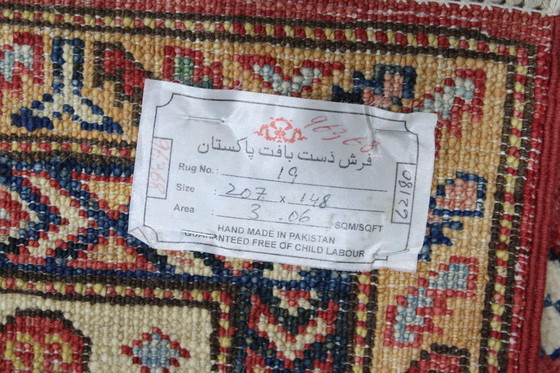 فرش دست بافت پاکستان
Rug No.: 19
Size : 207 x 148
Area : 3.06 SQM/SQFT
HAND MADE IN PAKISTAN
GUARANTEED FREE OF CHILD LABOUR
62180